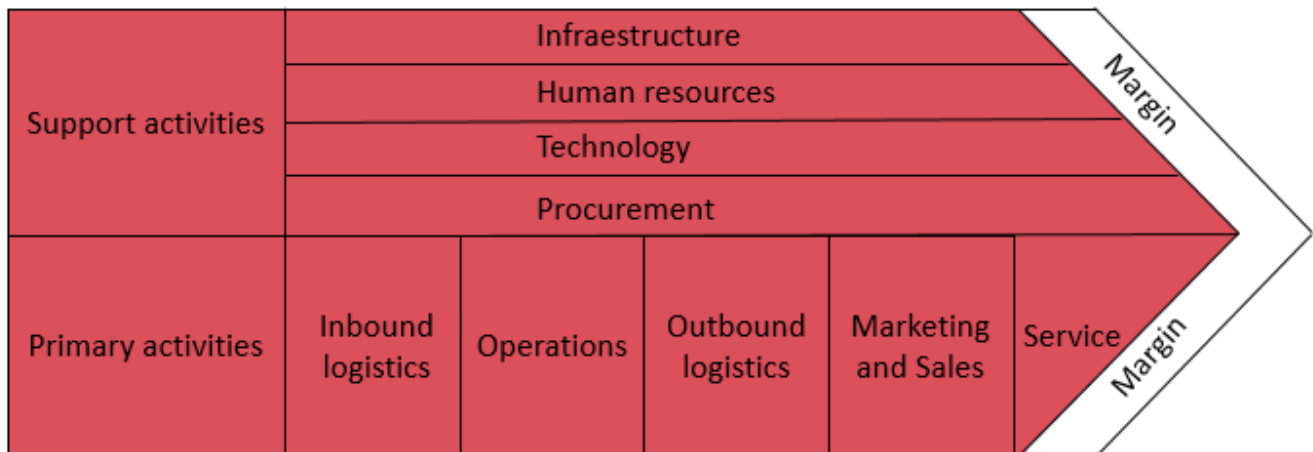 Support activities
Infraestructure
Human resources
Technology
Procurement
Margin
Primary activities
Inbound
logistics
Operations
Outbound
logistics
Marketing
and Sales
Service
Margin